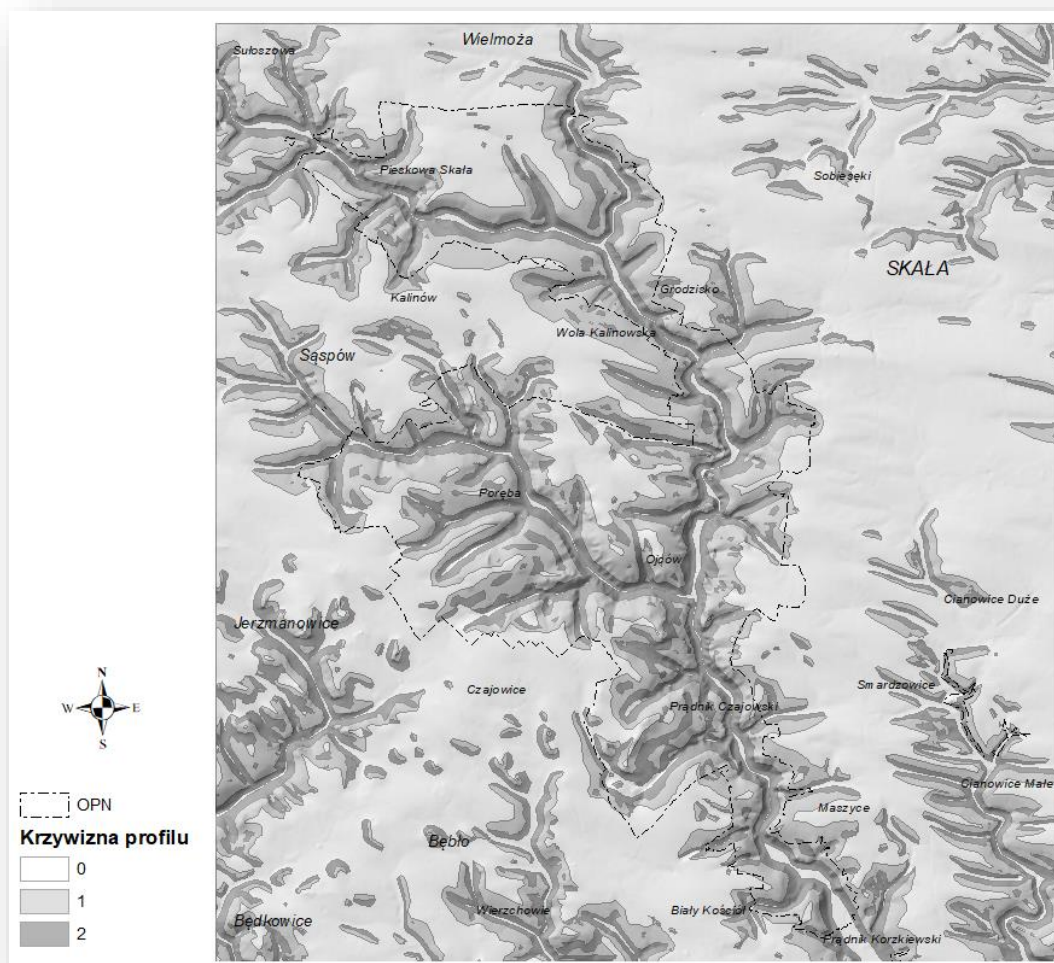 Wielmoża
Sułoszowa
Pieskowa Skała
Sobiesęki
SKAŁA
Grodzisko
Kalinów
Wola Kalinowska
Sąspów
Poręba
Ojców
Cianowice Duże
Jerzmanowice
N
W
E
S
Czajowice
Smardzowice
Prądnik Czajowski
Cianowice Małe
OPN
Maszyce
Krzywizna profilu
Bębło
0
1
Wierzchowie
Biały Kościół
Będkowice
2
Prądnik Korzkiewski